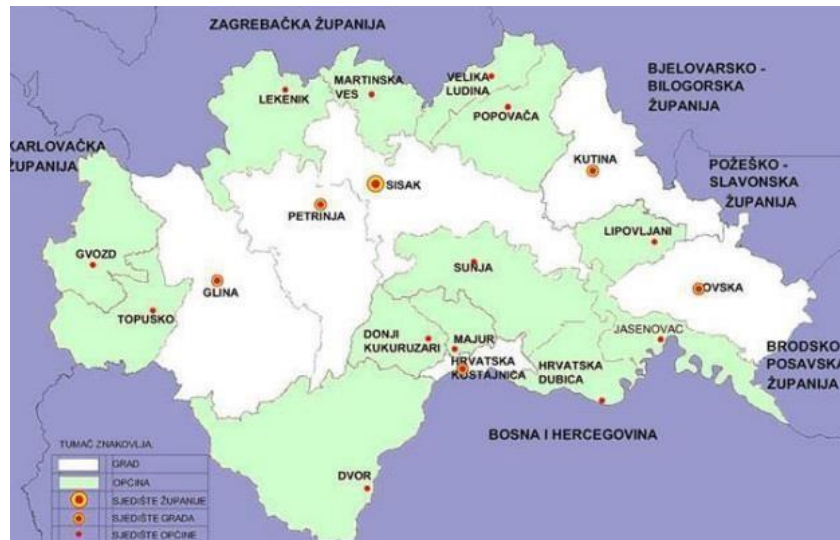 ZAGREBAČKA ŽUPANIJA
MARTINSKA
VES
VELIKA
LUDINA
LEKENIK
POPOVAČA
BJELOVARSKO -
BILOGORSKA
ŽUPANIJA
KARLOVAČKA
ŽUPANIJA
KUTINA
POŽEŠKO -
SLAVONSKA
ŽUPANIJA
SISAK
PETRINJA
LIPOVLJANI
GVOZD
GLINA
SUNJA
OVSKA
TOPUSKO
DONJI
KUKURUZARI
MAJUR
JASENOVAC
HRVATSKA
KOSTAJNICA
HRVATSKA
DUBICA
BRODSKO
POSAVSKA
ŽUPANIJA
BOSNA I HERCEGOVINA
DVOR
TUMAČ ZNAKOVLJA:
GRAD
OPĆINA
SJEDIŠTE ŽUPANIJE
SJEDIŠTE GRADA
SJEDIŠTE OPĆINE